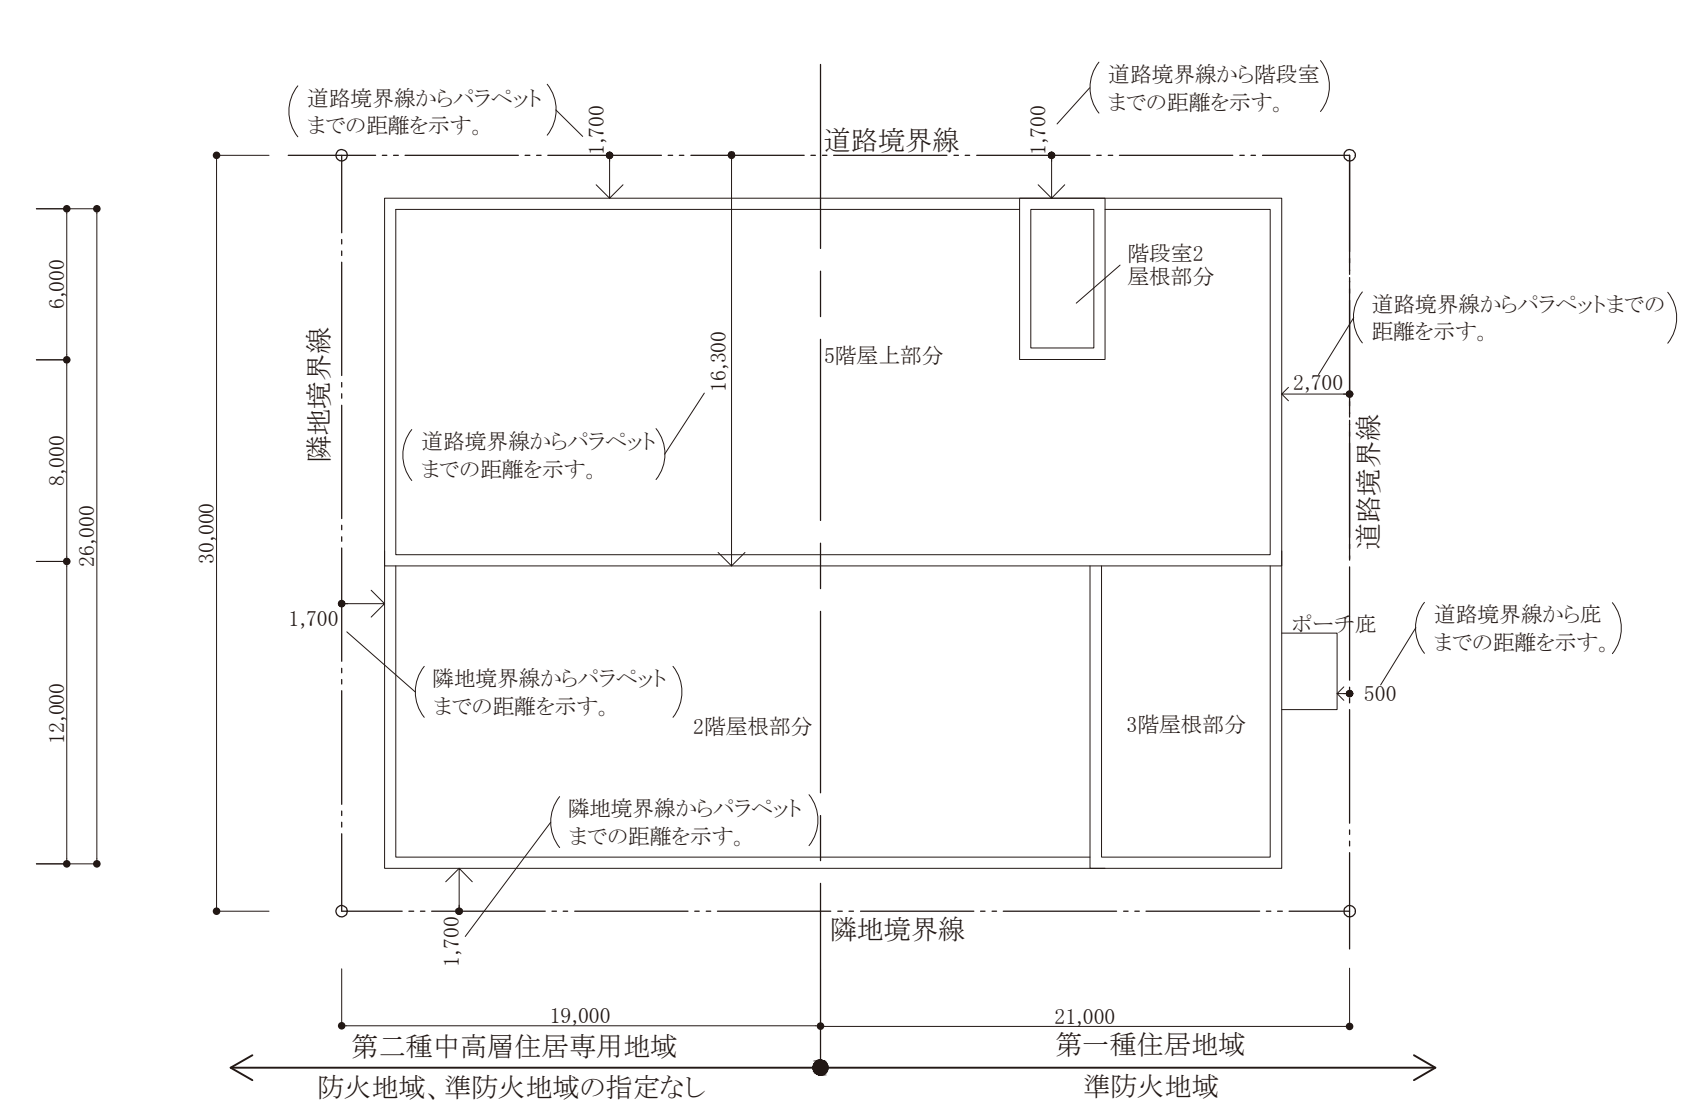 道路境界線からパラペット
までの距離を示す。
1,700
道路境界線から階段室
までの距離を示す。
1,700
道路境界線
階段室2
屋根部分
道路境界線からパラペットまでの
距離を示す。
2,700
5階屋上部分
16,300
道路境界線からパラペット
までの距離を示す。
隣地境界線
道路境界線
6,000
8,000
12,000
26,000
30,000
1,700
隣地境界線からパラペット
までの距離を示す。
2階屋根部分
3階屋根部分
ポーチ庇
道路境界線から庇
までの距離を示す。
500
隣地境界線からパラペット
までの距離を示す。
1,700
隣地境界線
19,000
21,000
第二種中高層住居専用地域
第一種住居地域
防火地域、準防火地域の指定なし
準防火地域